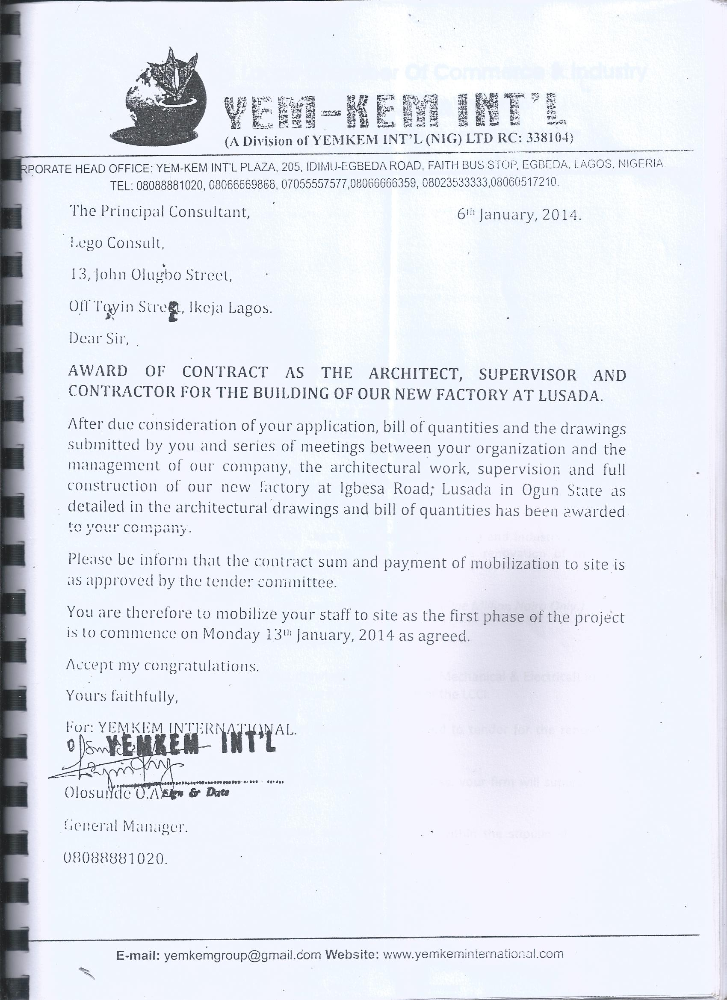 YEM-KEM INT'L
(A Division of YEMKEM INT'L (NIG) LTD RC: 338104)
RPORATE HEAD OFFICE: YEM-KEM INT'L PLAZA, 205, IDIMU-EGBEDA ROAD, FAITH BUS STOP, EGBEDA, LAGOS, NIGERIA.
TEL: 08088881020, 08066669868, 07055557577,08066666359, 08023533333,08060517210.
The Principal Consultant,
6th January, 2014.
Lego Consult,
13, John Olugbo Street,
Off Toyin Street, Ikeja Lagos.
Dear Sir,
AWARD OF CONTRACT AS THE ARCHITECT, SUPERVISOR AND
CONTRACTOR FOR THE BUILDING OF OUR NEW FACTORY AT LUSADA.
After due consideration of your application, bill of quantities and the drawings
submitted by you and series of meetings between your organization and the
management of our company, the architectural work, supervision and full
construction of our new factory at Igbesa Road; Lusada in Ogun State as
detailed in the architectural drawings and bill of quantities has been awarded
to your company.
Please be inform that the contract sum and payment of mobilization to site is
as approved by the tender committee.
You are therefore to mobilize your staff to site as the first phase of the project
is to commence on Monday 13th January, 2014 as agreed.
Accept my congratulations.
Yours faithfully,
For: YEMKEM INTERNATIONAL.
YEMKEM INT'L
Olosunde O.A.
Sign & Date
General Manager.
08088881020.
E-mail: yemkemgroup@gmail.com Website: www.yemkeminternational.com